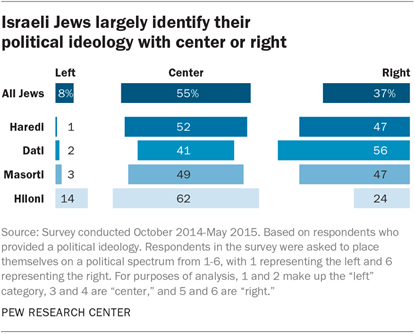 Israeli Jews largely identify their
political ideology with center or right
Left Center Right
All Jews 8% 55% 37%
Haredi 1 52 47
Dati 2 41 56
Masorti 3 49 47
Hiloni 14 62 24
Source: Survey conducted October 2014-May 2015. Based on respondents who
provided a political ideology. Respondents in the survey were asked to place
themselves on a political spectrum from 1-6, with 1 representing the left and 6
representing the right. For purposes of analysis, 1 and 2 make up the “left”
category, 3 and 4 are “center,” and 5 and 6 are “right.”
PEW RESEARCH CENTER